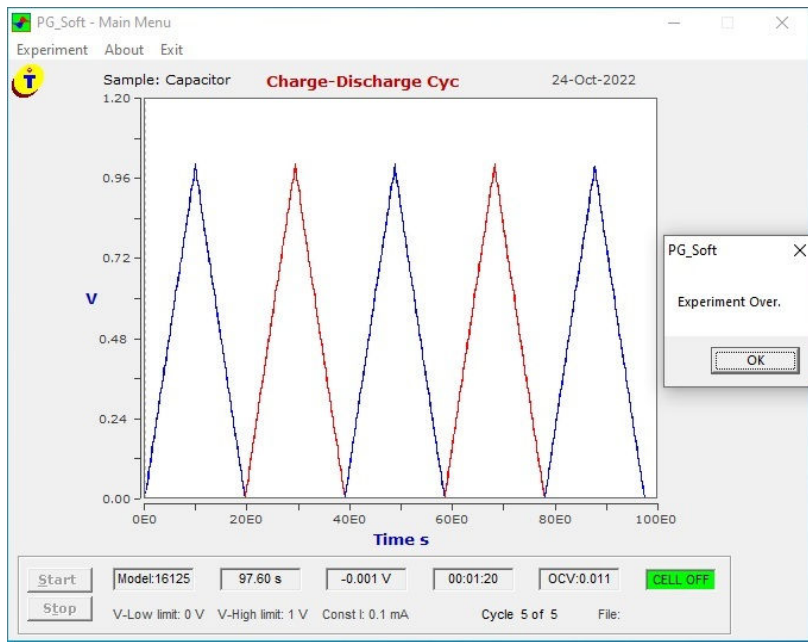 PG_Soft - Main Menu
Experiment About Exit
T
Sample: Capacitor Charge-Discharge Cyc 24-Oct-2022
1.20
0.96
0.72
V
0.48
0.24
0.00
0E0 20E0 40E0 60E0 80E0 100E0
Time s
PG_Soft
Experiment Over.
OK
Start Model:16125 97.60 s -0.001 V 00:01:20 OCV:0.011 CELL OFF
Stop V-Low limit: 0 V V-High limit: 1 V Const I: 0.1 mA Cycle 5 of 5 File: